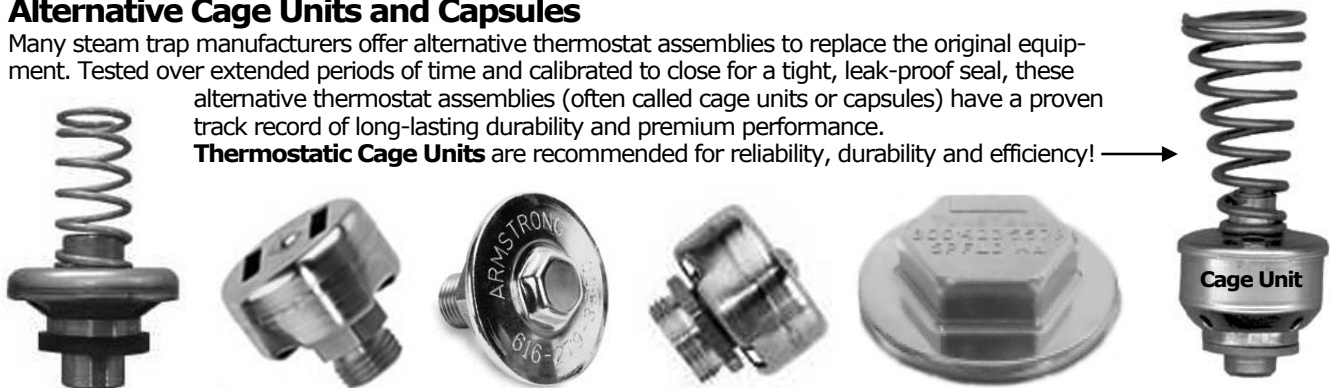 Alternative Cage Units and Capsules
Many steam trap manufacturers offer alternative thermostat assemblies to replace the original equip-
ment. Tested over extended periods of time and calibrated to close for a tight, leak-proof seal, these
alternative thermostat assemblies (often called cage units or capsules) have a proven
track record of long-lasting durability and premium performance.
Thermostatic Cage Units are recommended for reliability, durability and efficiency!
ARMSTRONG
Cage Unit